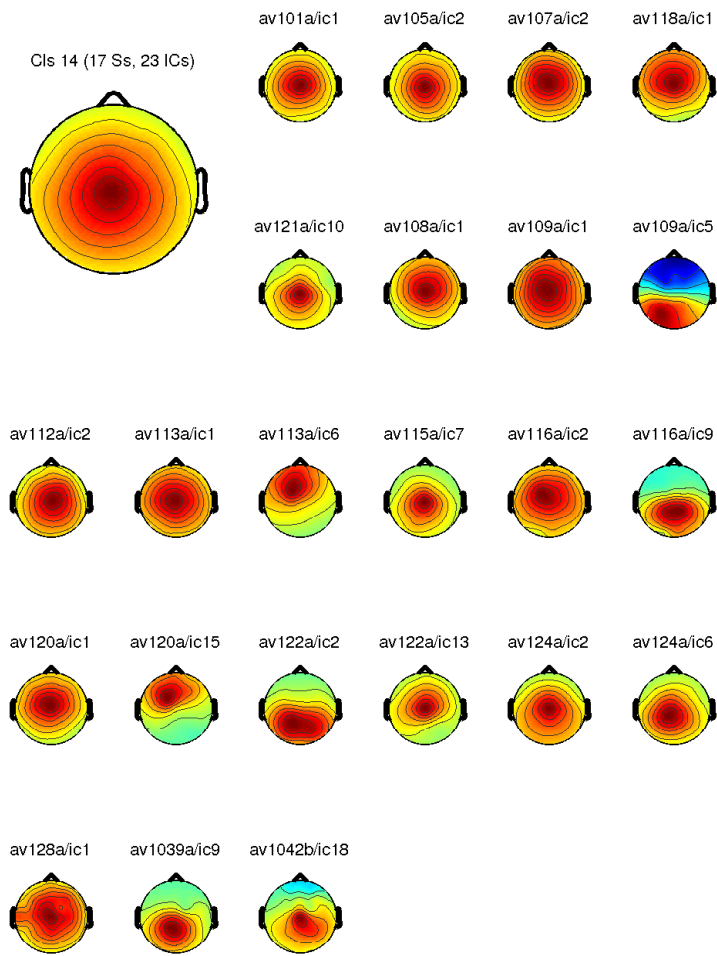 av101a/ic1 av105a/ic2 av107a/ic2 av118a/ic1
Cls 14 (17 Ss, 23 ICs)
av121a/ic10 av108a/ic1 av109a/ic1 av109a/ic5
av112a/ic2 av113a/ic1 av113a/ic6 av115a/ic7 av116a/ic2 av116a/ic9
av120a/ic1 av120a/ic15 av122a/ic2 av122a/ic13 av124a/ic2 av124a/ic6
av128a/ic1 av1039a/ic9 av1042b/ic18